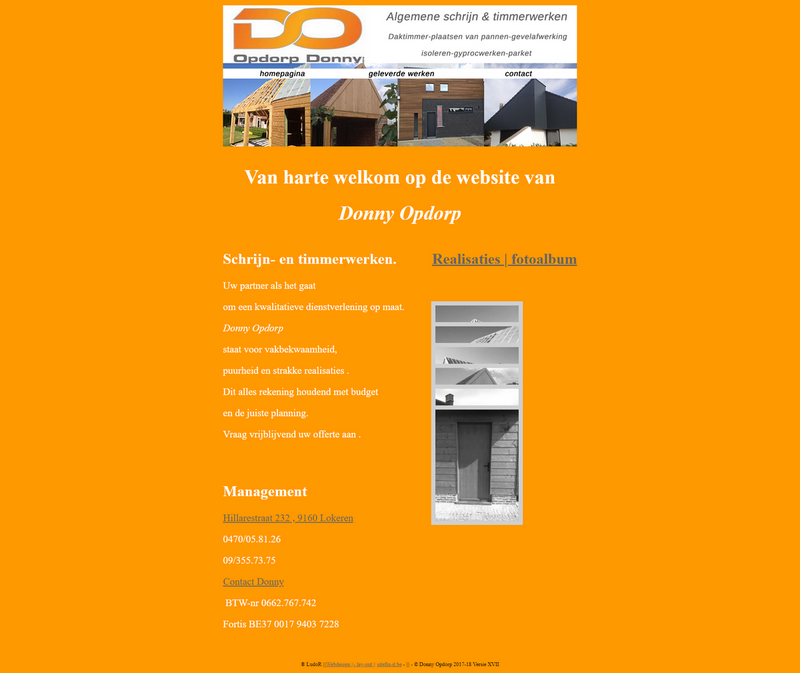 DO
Opdorp Donny
Algemene schrijn & timmerwerken
Daktimmer-plaatsen van pannen-gevelafwerking
isoleren-gyprocwerken-parket
homepagina geleverde werken contact
Van harte welkom op de website van
Donny Opdorp
Schrijn- en timmerwerken.
Uw partner als het gaat
om een kwalitatieve dienstverlening op maat.
Donny Opdorp
staat voor vakbekwaamheid,
puurheid en strakke realisaties .
Dit alles rekening houdend met budget
en de juiste planning.
Vraag vrijblijvend uw offerte aan .
Realisaties | fotoalbum
Management
Hillarestraat 232 , 9160 Lokeren
0470/05.81.26
09/355.73.75
Contact Donny
BTW-nr 0662.767.742
Fortis BE37 0017 9403 7228
® LudoR - © Donny Opdorp 2017-18 Versie XVII